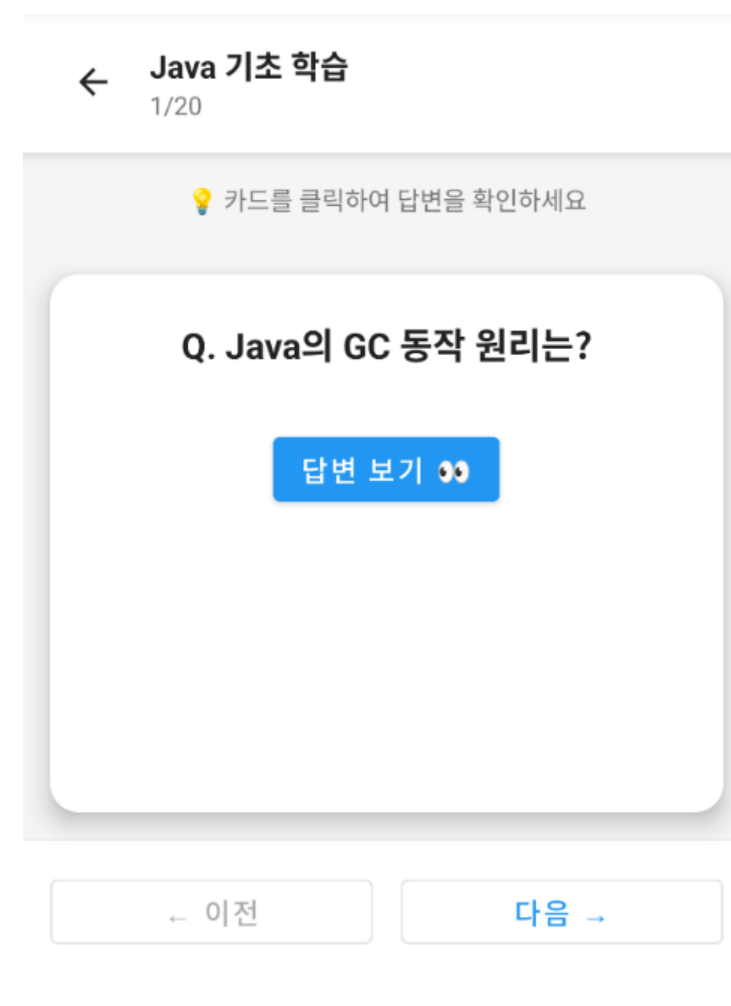 ← Java 기초 학습
1/20
💡 카드를 클릭하여 답변을 확인하세요
Q. Java의 GC 동작 원리는?
답변 보기 👀
← 이전
다음 →